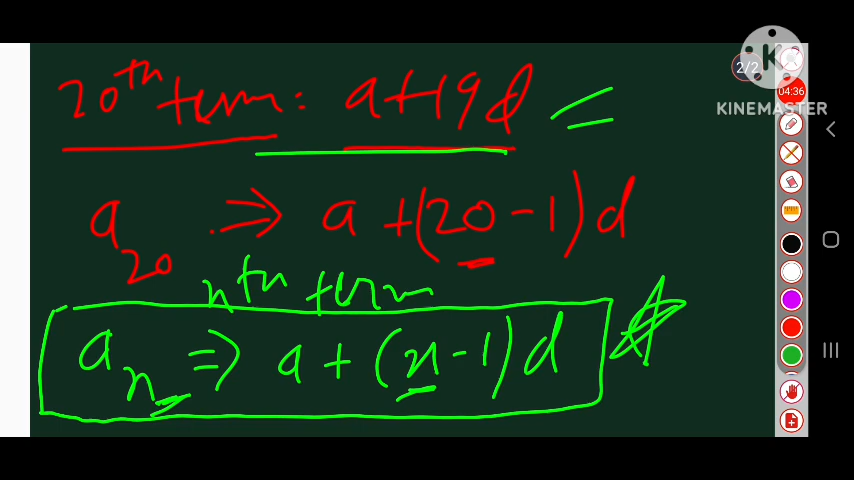 2/2
04:36
KINEMASTER
20th term: a+19d
a20 ⇒ a+(20-1)d
nth term
an ⇒ a+(n-1)d